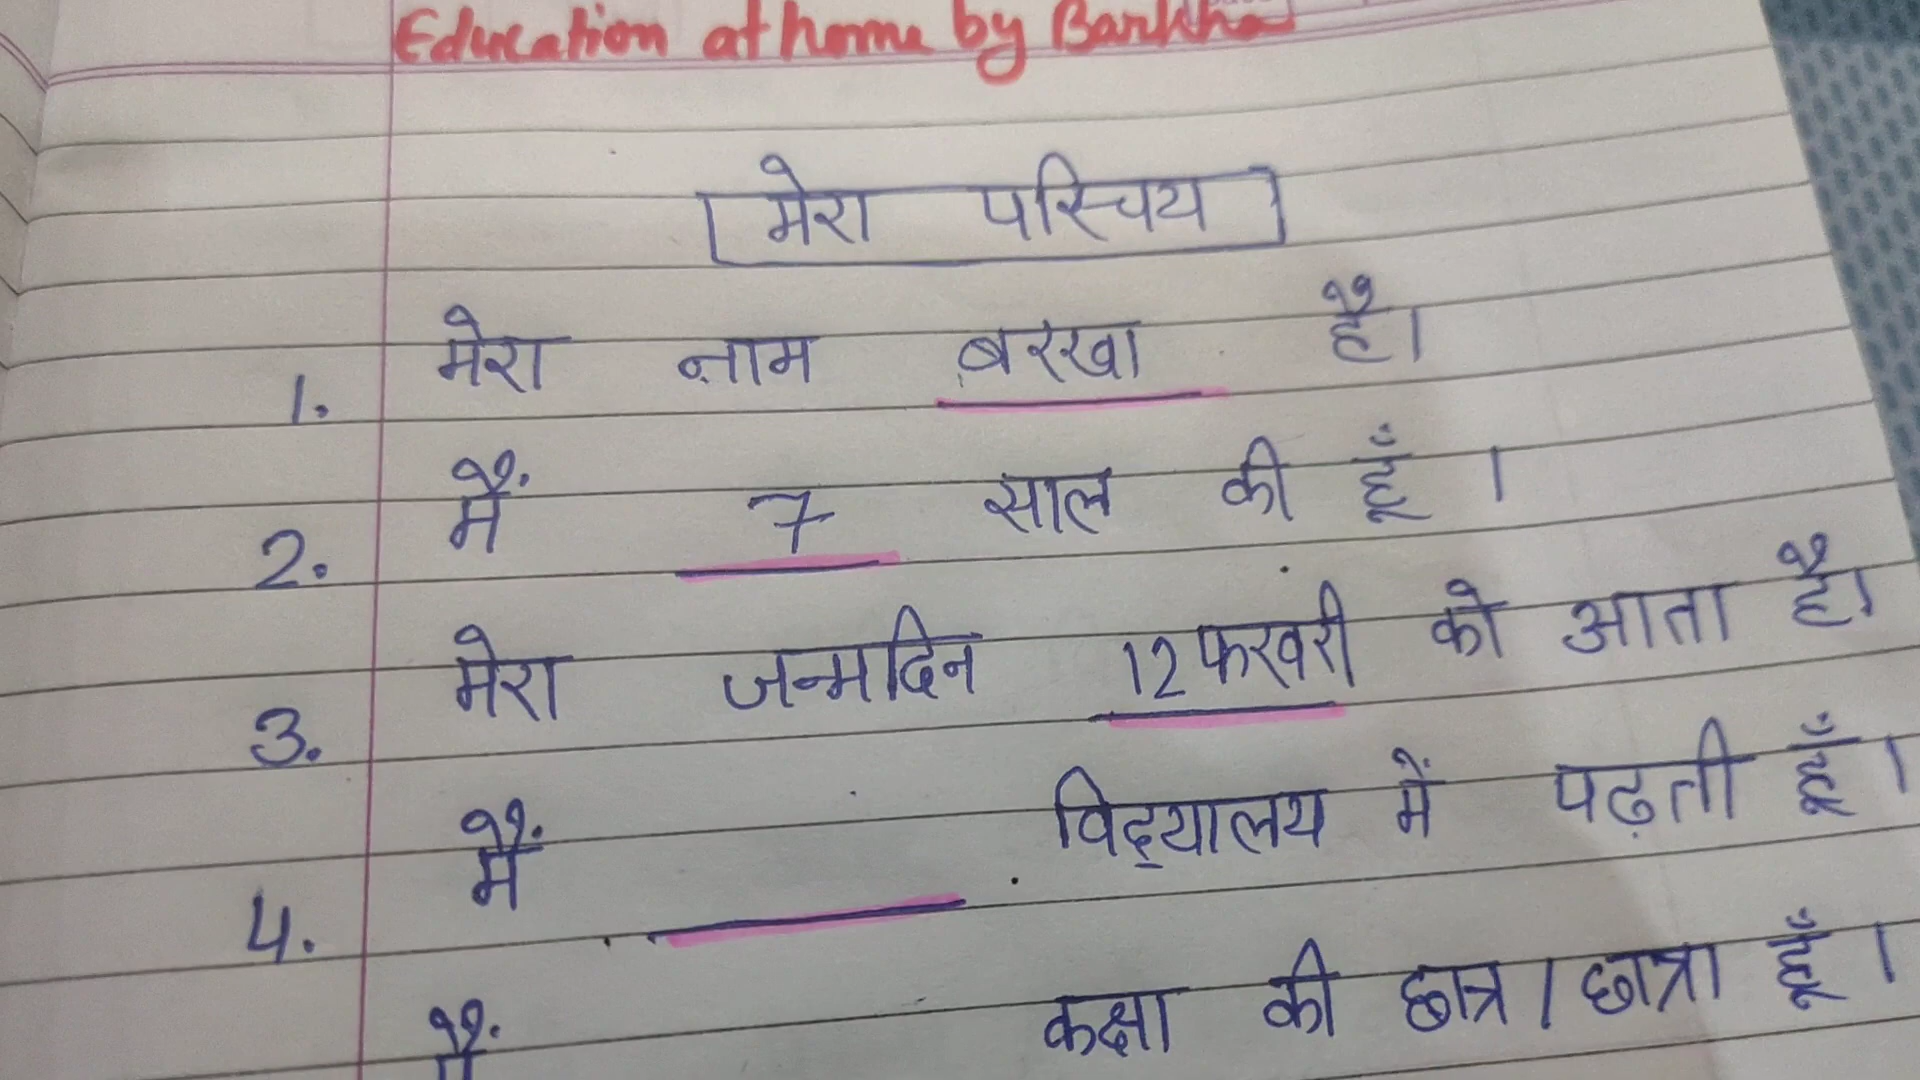 Education at home by Barkha
मेरा परिचय
1. मेरा नाम बरखा है।
2. मैं 7 साल की हूँ ।
3. मेरा जन्मदिन 12 फरवरी को आता है।
4. मैं ______ विद्यालय में पढ़ती हूँ ।
मैं कक्षा की छात्र / छात्रा हूँ ।